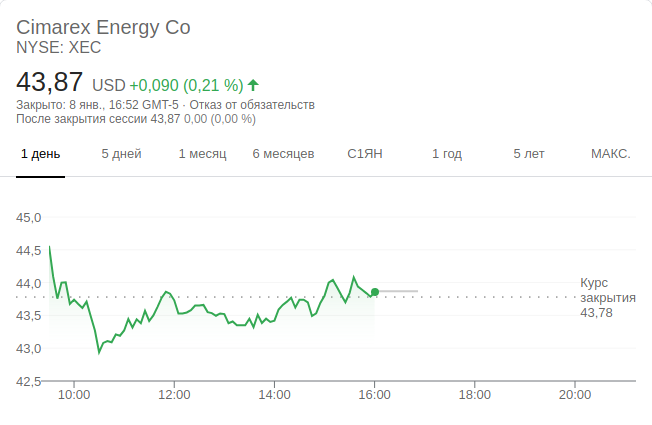 Cimarex Energy Co
NYSE: XEC
43,87 USD +0,090 (0,21 %)
Закрыто: 8 янв., 16:52 GMT-5 · Отказ от обязательств
После закрытия сессии 43,87 0,00 (0,00 %)
1 день 5 дней 1 месяц 6 месяцев С1ЯН 1 год 5 лет МАКС.
45,0
44,5
44,0
43,5
43,0
42,5
Курс
закрытия
43,78
10:00 12:00 14:00 16:00 18:00 20:00